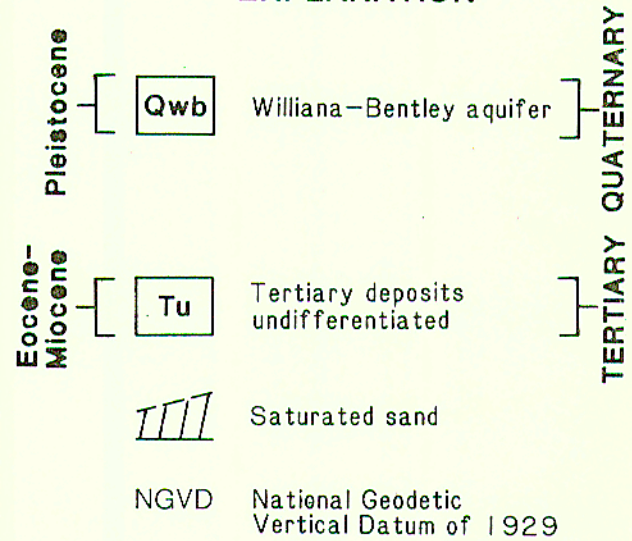 Pleistocene
Qwb
Williana-Bentley aquifer
QUATERNARY
Eocene-
Miocene
Tu
Tertiary deposits
undifferentiated
TERTIARY
Saturated sand
NGVD
National Geodetic
Vertical Datum of 1929